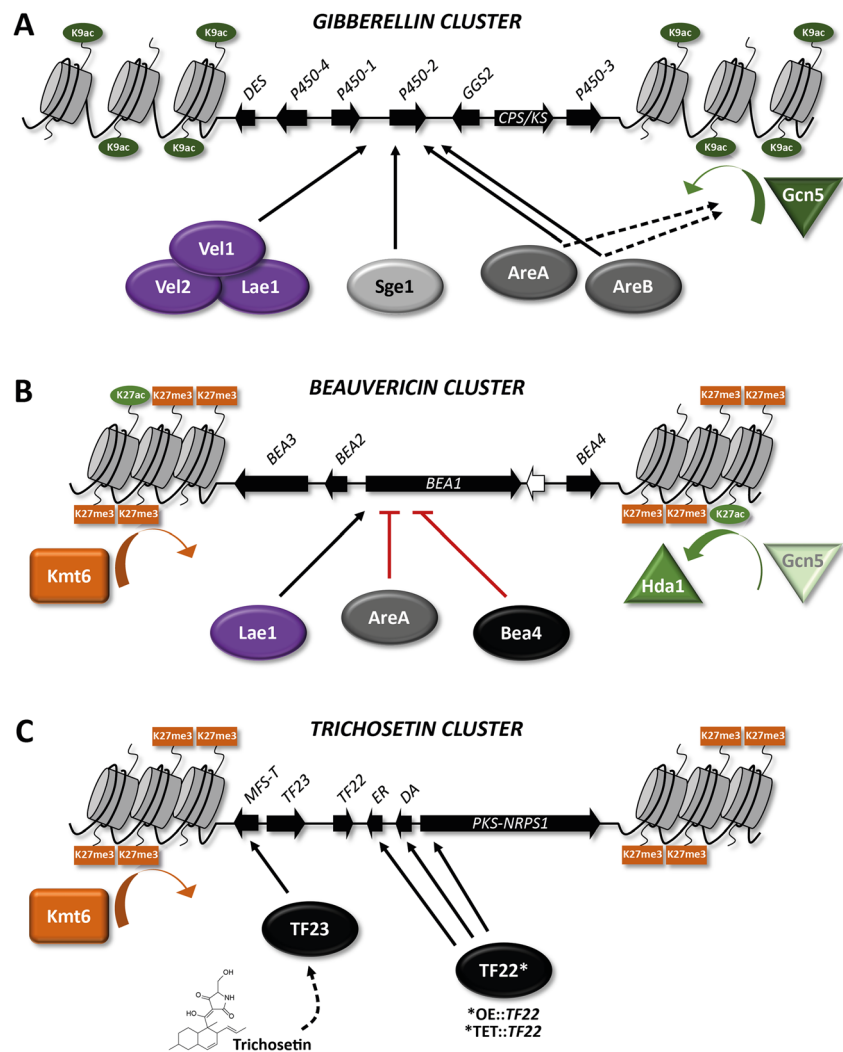 A
GIBBERELLIN CLUSTER
K9ac
K9ac
K9ac
K9ac
DES
P450-4
P450-1
P450-2
GGS2
CPS/KS
P450-3
K9ac
K9ac
K9ac
K9ac
Gcn5
Vel1
Vel2
Lae1
Sge1
AreA
AreB
B
BEAUVERICIN CLUSTER
K27ac
K27me3
K27me3
K27me3
K27me3
BEA3
BEA2
BEA1
BEA4
K27me3
K27me3
K27me3
K27me3
K27ac
Kmt6
Hda1
Gcn5
Lae1
AreA
Bea4
C
TRICHOSETIN CLUSTER
K27me3
K27me3
K27me3
K27me3
MFS-T
TF23
TF22
ER
DA
PKS-NRPS1
K27me3
K27me3
K27me3
K27me3
Kmt6
TF23
TF22*
*OE::TF22
*TET::TF22
OH
O
NH
HO
O
Trichosetin